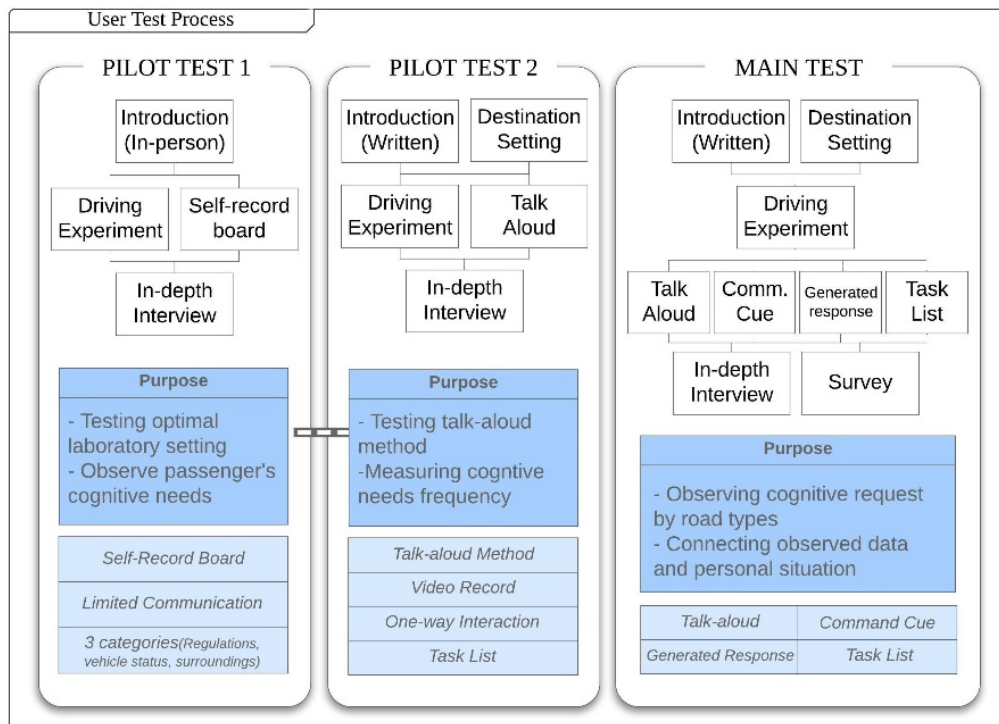 User Test Process
PILOT TEST 1
Introduction
(In-person)
Driving
Experiment
Self-record
board
In-depth
Interview
Purpose
- Testing optimal
laboratory setting
- Observe passenger's
cognitive needs
Self-Record Board
Limited Communication
3 categories(Regulations,
vehicle status, surroundings)
PILOT TEST 2
Introduction
(Written)
Destination
Setting
Driving
Experiment
Talk
Aloud
In-depth
Interview
Purpose
- Testing talk-aloud
method
-Measuring cogntive
needs frequency
Talk-aloud Method
Video Record
One-way Interaction
Task List
MAIN TEST
Introduction
(Written)
Destination
Setting
Driving
Experiment
Talk
Aloud
Comm.
Cue
Generated
response
Task
List
In-depth
Interview
Survey
Purpose
- Observing cognitive request
by road types
- Connecting observed data
and personal situation
Talk-aloud
Command Cue
Generated Response
Task List